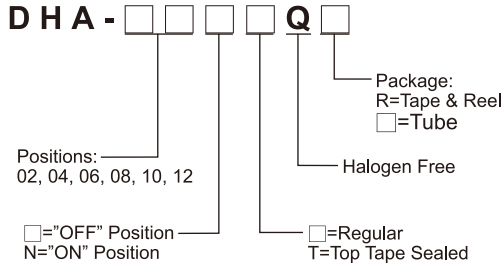 DHA-□□□□Q□
Package:
R=Tape & Reel
□=Tube
Positions:
02, 04, 06, 08, 10, 12
Halogen Free
□="OFF" Position
N="ON" Position
□=Regular
T=Top Tape Sealed